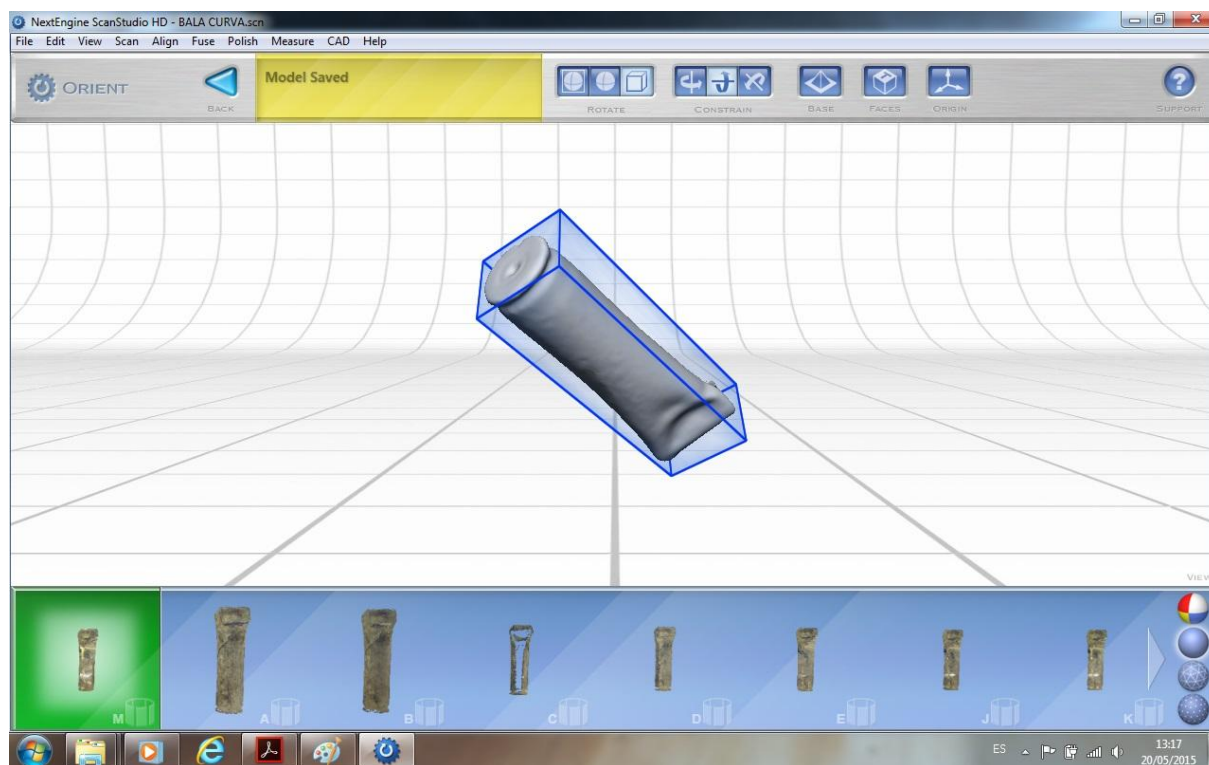 NextEngine ScanStudio HD - BALA CURVA.scn
File Edit View Scan Align Fuse Polish Measure CAD Help
ORIENT
BACK
Model Saved
ROTATE
CONSTRAIN
BASE
FACES
ORIGIN
SUPPORT
VIEW
M A B C D E J K
ES 13:17
20/05/2015